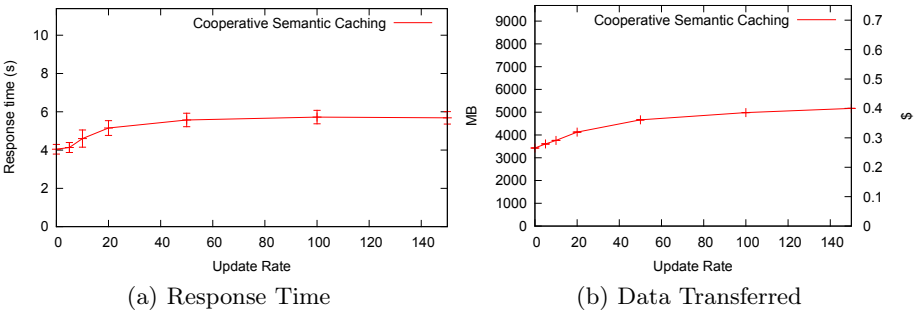 Cooperative Semantic Caching
Response time (s)
10
8
6
4
2
0
0 20 40 60 80 100 120 140
Update Rate
(a) Response Time
Cooperative Semantic Caching
MB
9000
8000
7000
6000
5000
4000
3000
2000
1000
0
0 20 40 60 80 100 120 140
Update Rate
0.7
0.6
0.5
0.4
0.3
0.2
0.1
0
$
(b) Data Transferred